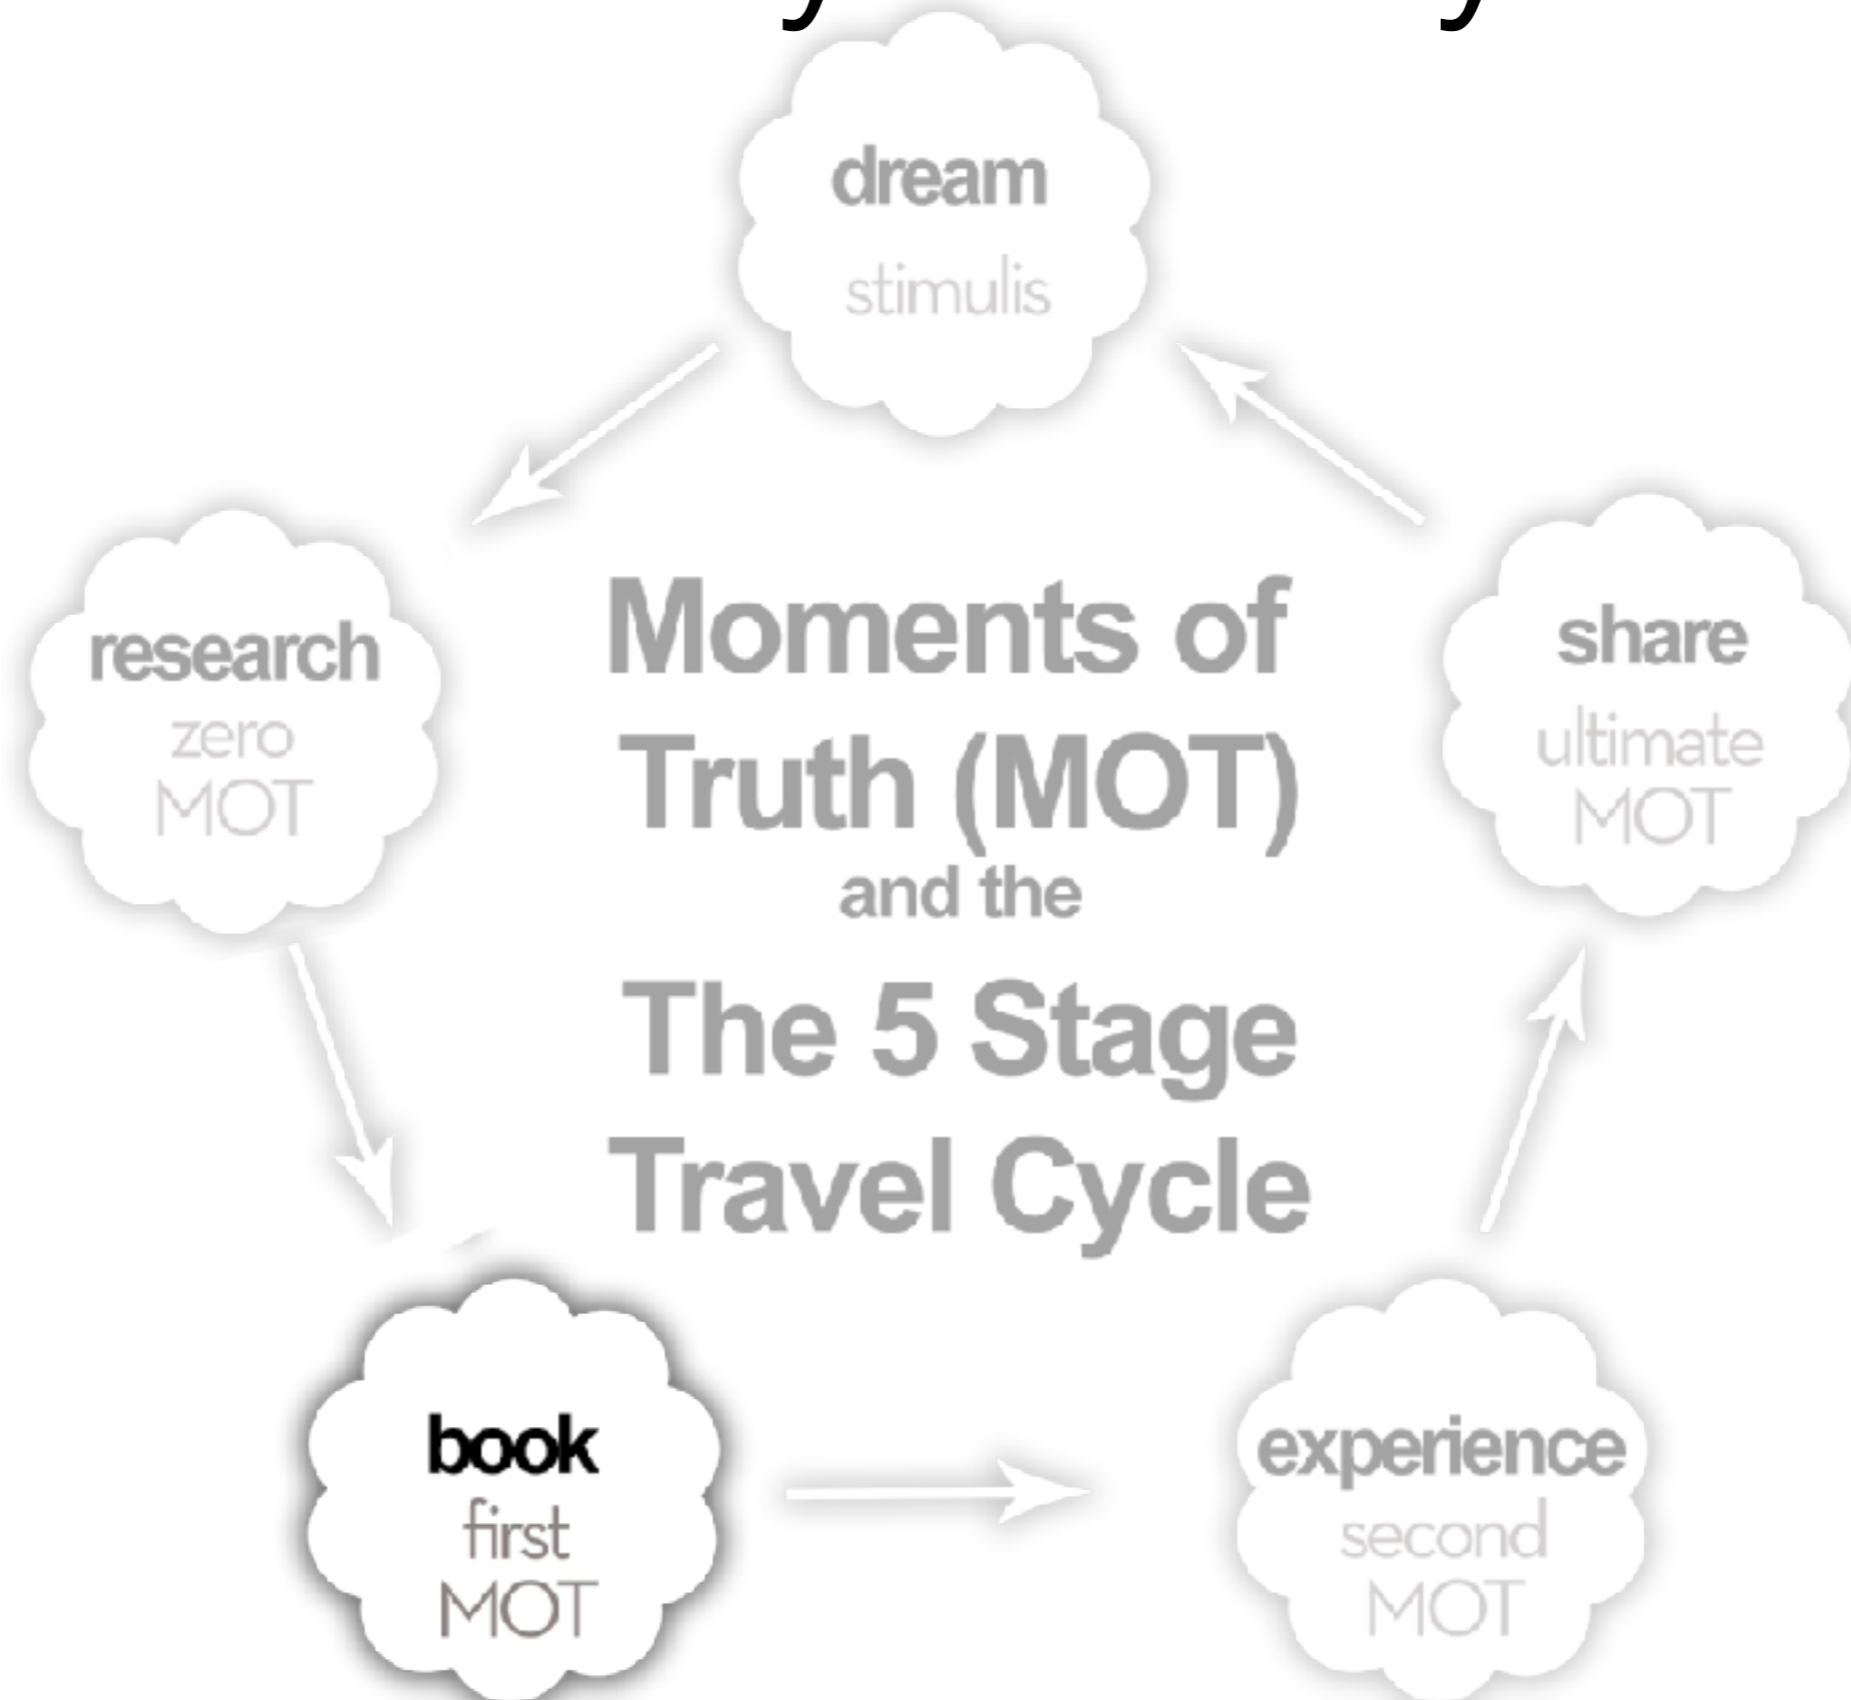 dream
stimulis
research
zero
MOT
Moments of
Truth (MOT)
and the
The 5 Stage
Travel Cycle
share
ultimate
MOT
book
first
MOT
experience
second
MOT